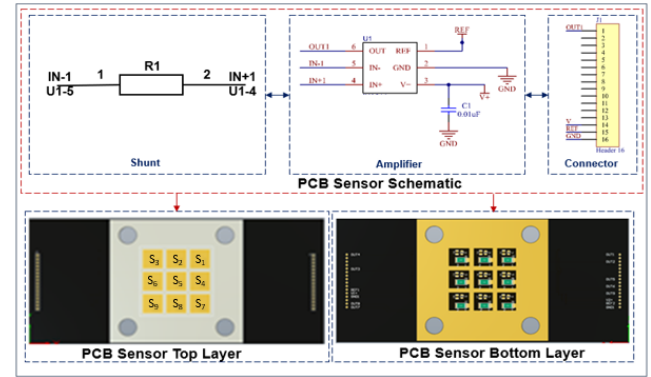 IN-1
U1-5
1
R1
2
IN+1
U1-4
Shunt
OUT1 6
IN-1 5
IN+1 4
U1
OUT REF
IN- GND
IN+ V+
1
2
3
REF
GND
V+
C1
0.01uF
GND
Amplifier
J1
OUT1
1
2
3
4
5
6
7
8
9
10
11
12
13
V 14
REF 15
GND 16
Header 16
Connector
PCB Sensor Schematic
S3 S2 S1
S6 S5 S4
S9 S8 S7
PCB Sensor Top Layer
PCB Sensor Bottom Layer